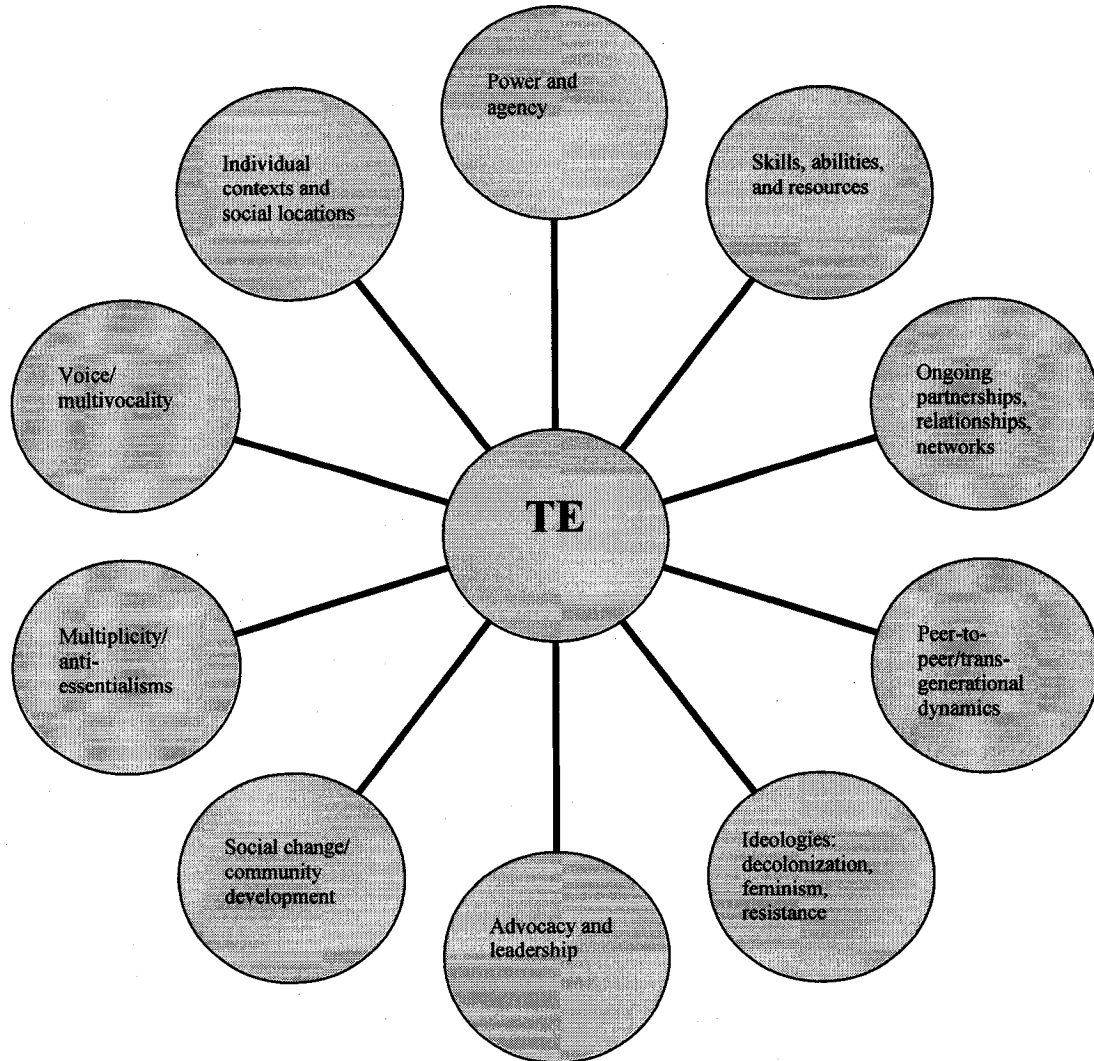 Power and
agency
Skills, abilities,
and resources
Individual
contexts and
social locations
Ongoing
partnerships,
relationships,
networks
Voice/
multivocality
TE
Peer-to-
peer/trans-
generational
dynamics
Multiplicity/
anti-
essentialisms
Ideologies:
decolonization,
feminism,
resistance
Social change/
community
development
Advocacy and
leadership